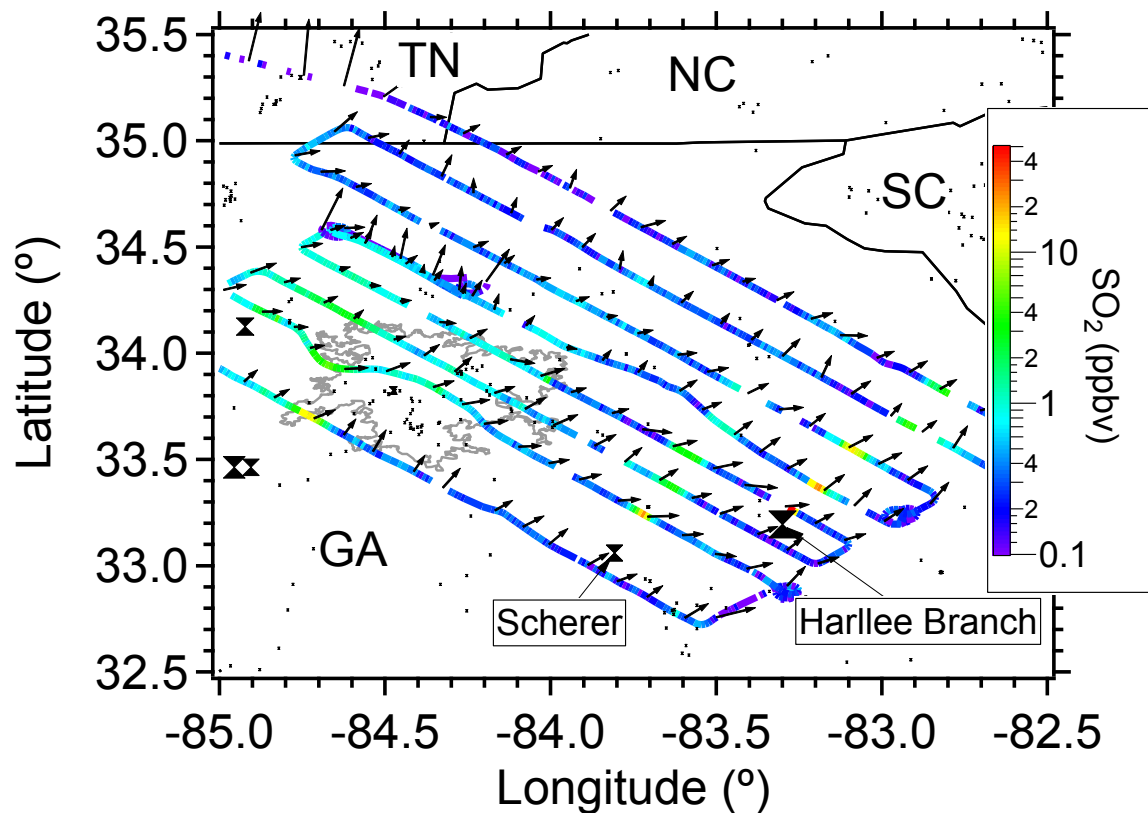 35.5
35.0
34.5
34.0
33.5
33.0
32.5
Latitude (º)
-85.0
-84.5
-84.0
-83.5
-83.0
-82.5
Longitude (º)
TN
NC
SC
GA
Scherer
Harllee Branch
4
2
10
4
2
1
4
2
0.1
SO₂ (ppbv)